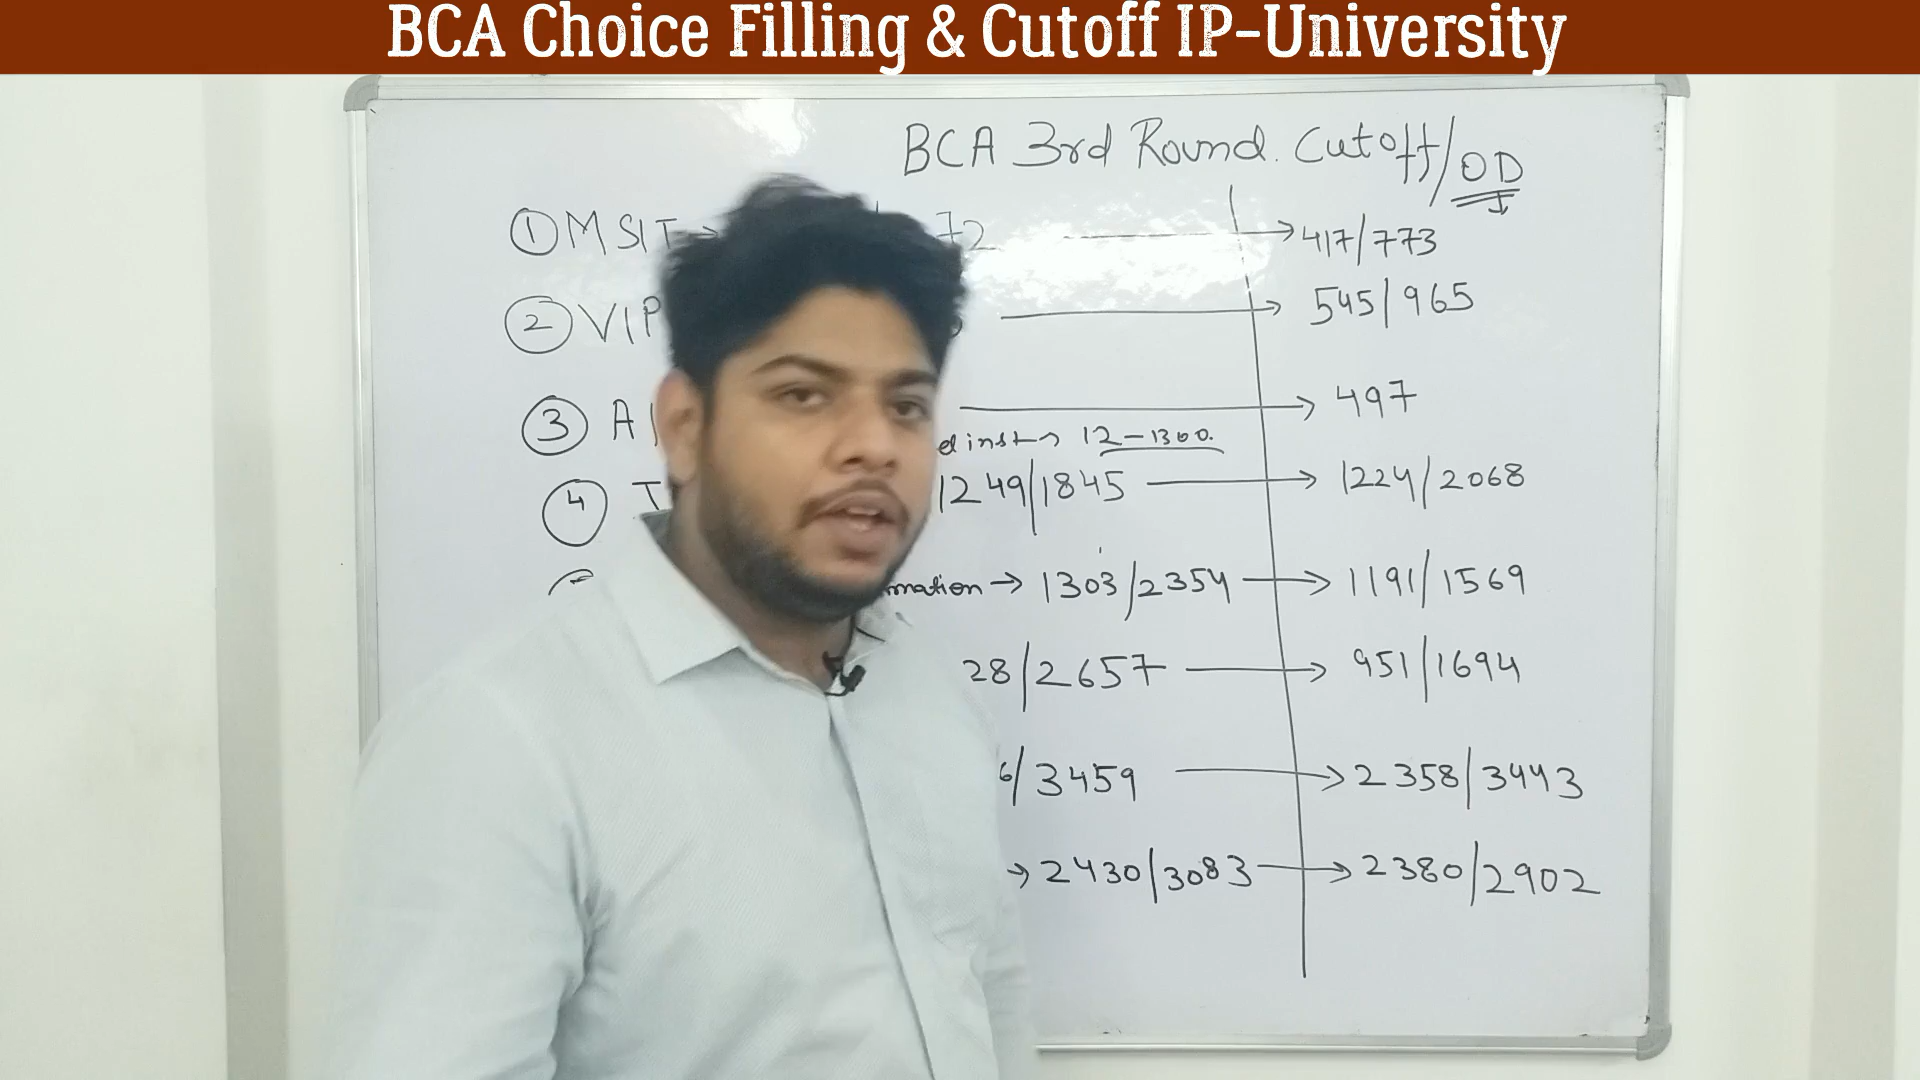 BCA Choice Filling & Cutoff IP-University
BCA 3rd Round. Cutoff/OD
① MSIT → 72 → 417/773
② VIP → 545/965
③ → 497
inst → 12-1300.
④ 1249/1845 → 1224/2068
→ 1303/2354 → 1191/1569
28/2657 → 951/1694
6/3459 → 2358/3443
→ 2430/3083 → 2380/2902